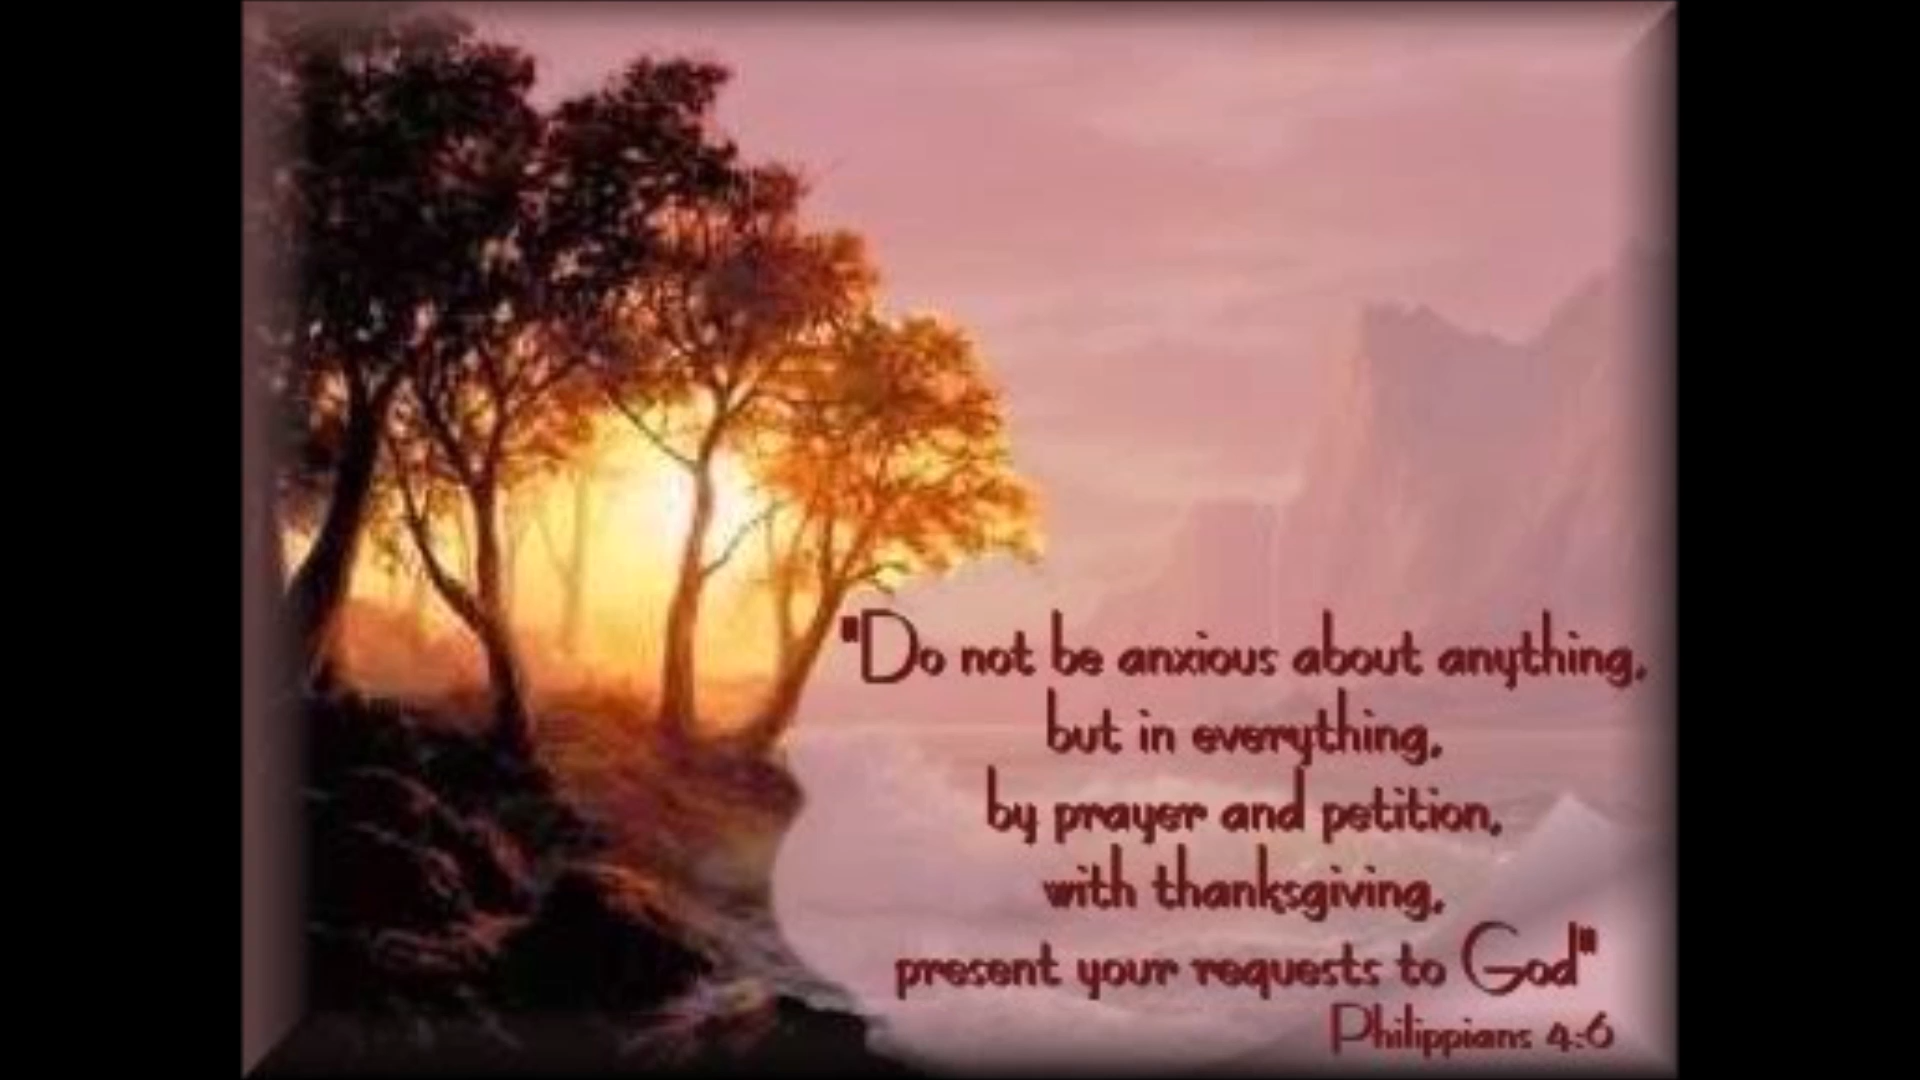 "Do not be anxious about anything,
but in everything,
by prayer and petition,
with thanksgiving,
present your requests to God"
Philippians 4:6